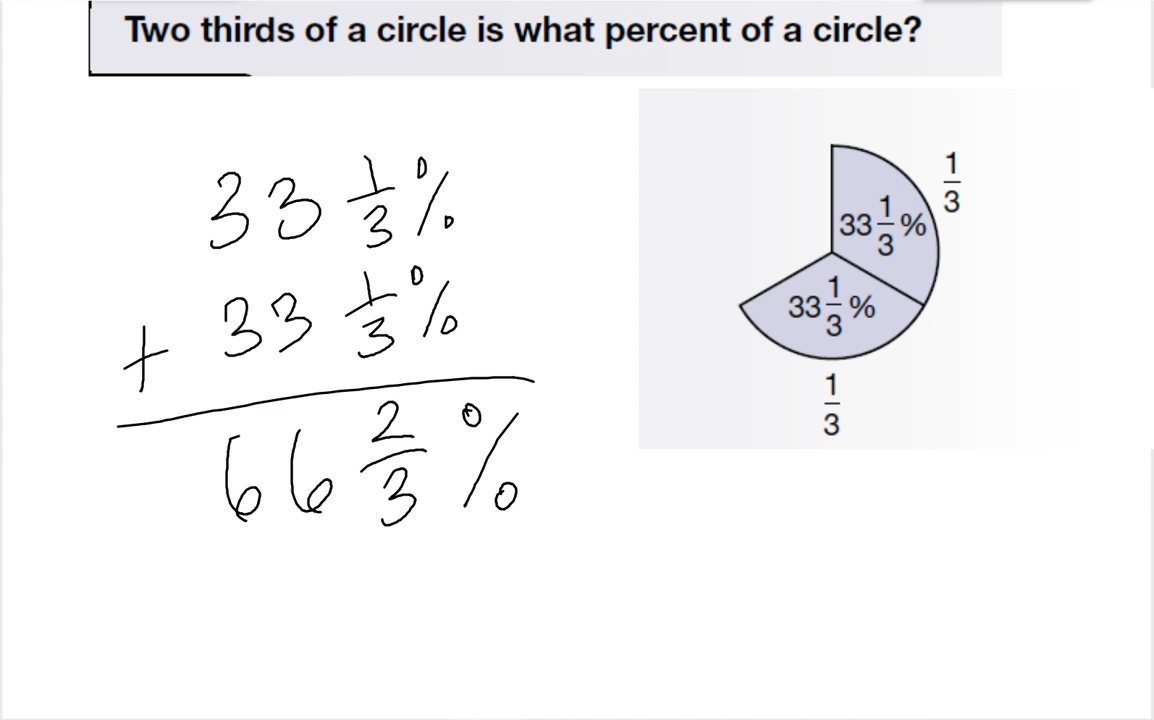 Two thirds of a circle is what percent of a circle?
33 1/3 %
+ 33 1/3 %
66 2/3 %
1/3
33 1/3 %
33 1/3 %
1/3